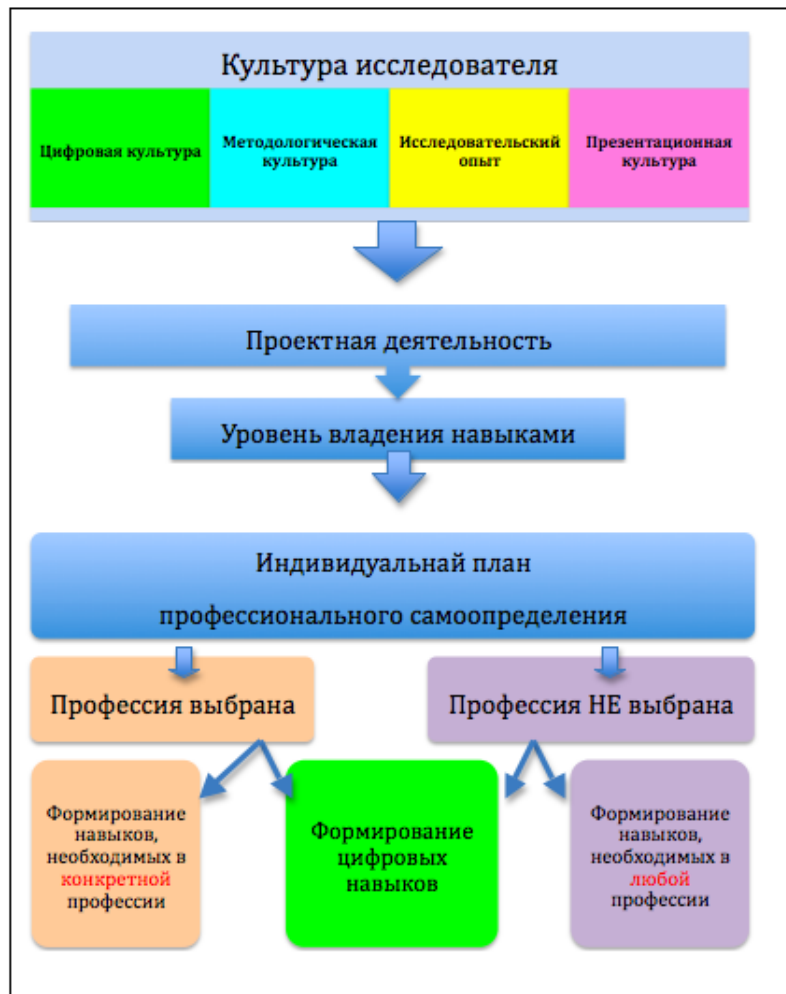 Культура исследователя
Цифровая культура
Методологическая
культура
Исследовательский
опыт
Презентационная
культура
Проектная деятельность
Уровень владения навыками
Индивидуальнай план
профессионального самоопределения
Профессия выбрана
Профессия НЕ выбрана
Формирование
навыков,
необходимых в
конкретной
профессии
Формирование
цифровых
навыков
Формирование
навыков,
необходимых в
любой
профессии